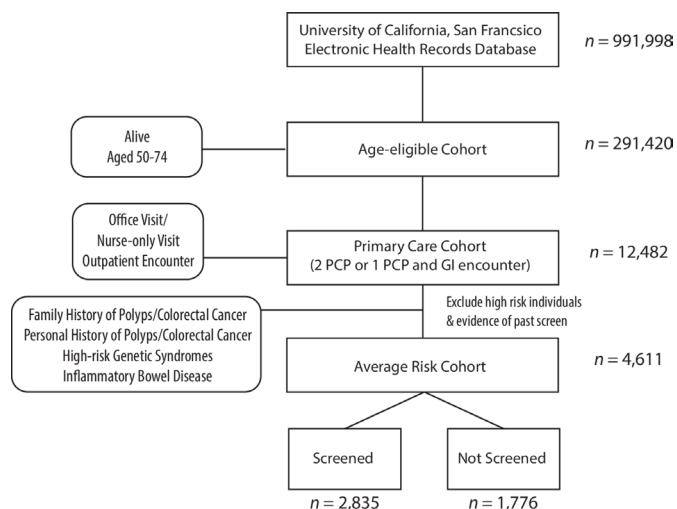 University of California, San Francsico
Electronic Health Records Database
n = 991,998
Alive
Aged 50-74
Age-eligible Cohort
n = 291,420
Office Visit/
Nurse-only Visit
Outpatient Encounter
Primary Care Cohort
(2 PCP or 1 PCP and GI encounter)
n = 12,482
Family History of Polyps/Colorectal Cancer
Personal History of Polyps/Colorectal Cancer
High-risk Genetic Syndromes
Inflammatory Bowel Disease
Exclude high risk individuals
& evidence of past screen
Average Risk Cohort
n = 4,611
Screened
Not Screened
n = 2,835
n = 1,776